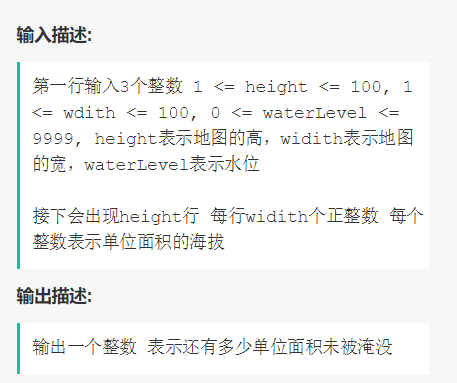 输入描述:
第一行输入3个整数 1 <= height <= 100, 1
<= wdith <= 100, 0 <= waterLevel <=
9999, height表示地图的高，widith表示地图
的宽，waterLevel表示水位
接下会出现height行 每行widith个正整数 每个
整数表示单位面积的海拔
输出描述:
输出一个整数 表示还有多少单位面积未被淹没